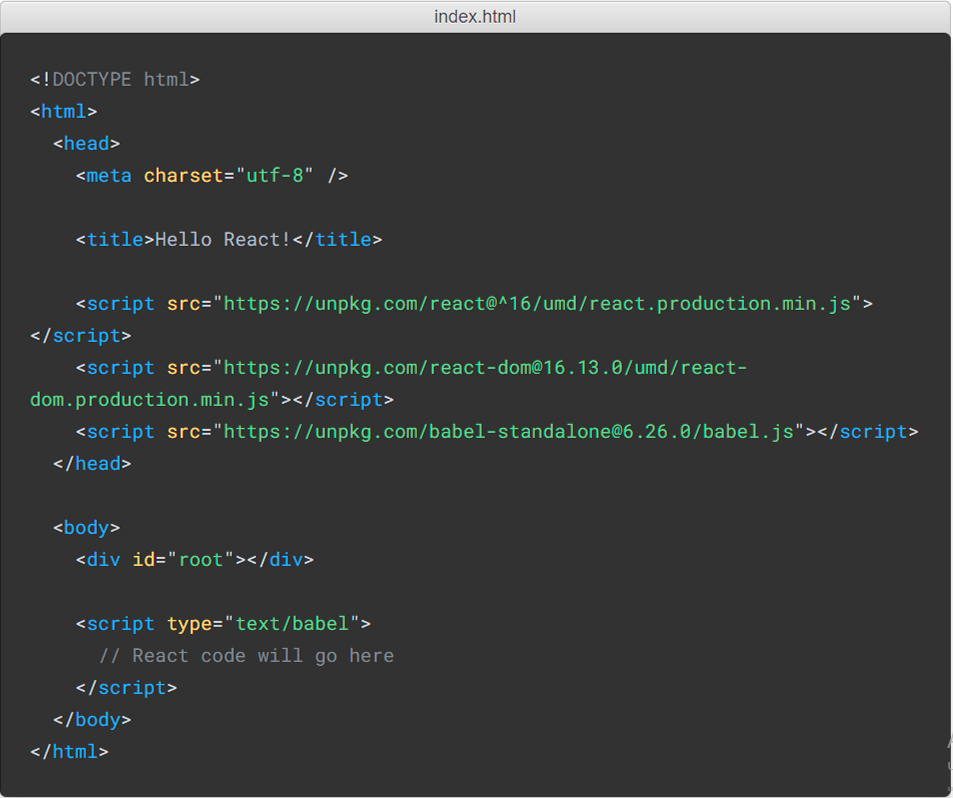 index.html
<!DOCTYPE html>
<html>
<head>
<meta charset="utf-8" />
<title>Hello React!</title>
<script src="https://unpkg.com/react@^16/umd/react.production.min.js">
</script>
<script src="https://unpkg.com/react-dom@16.13.0/umd/react-
dom.production.min.js"></script>
<script src="https://unpkg.com/babel-standalone@6.26.0/babel.js"></script>
</head>
<body>
<div id="root"></div>
<script type="text/babel">
// React code will go here
</script>
</body>
</html>